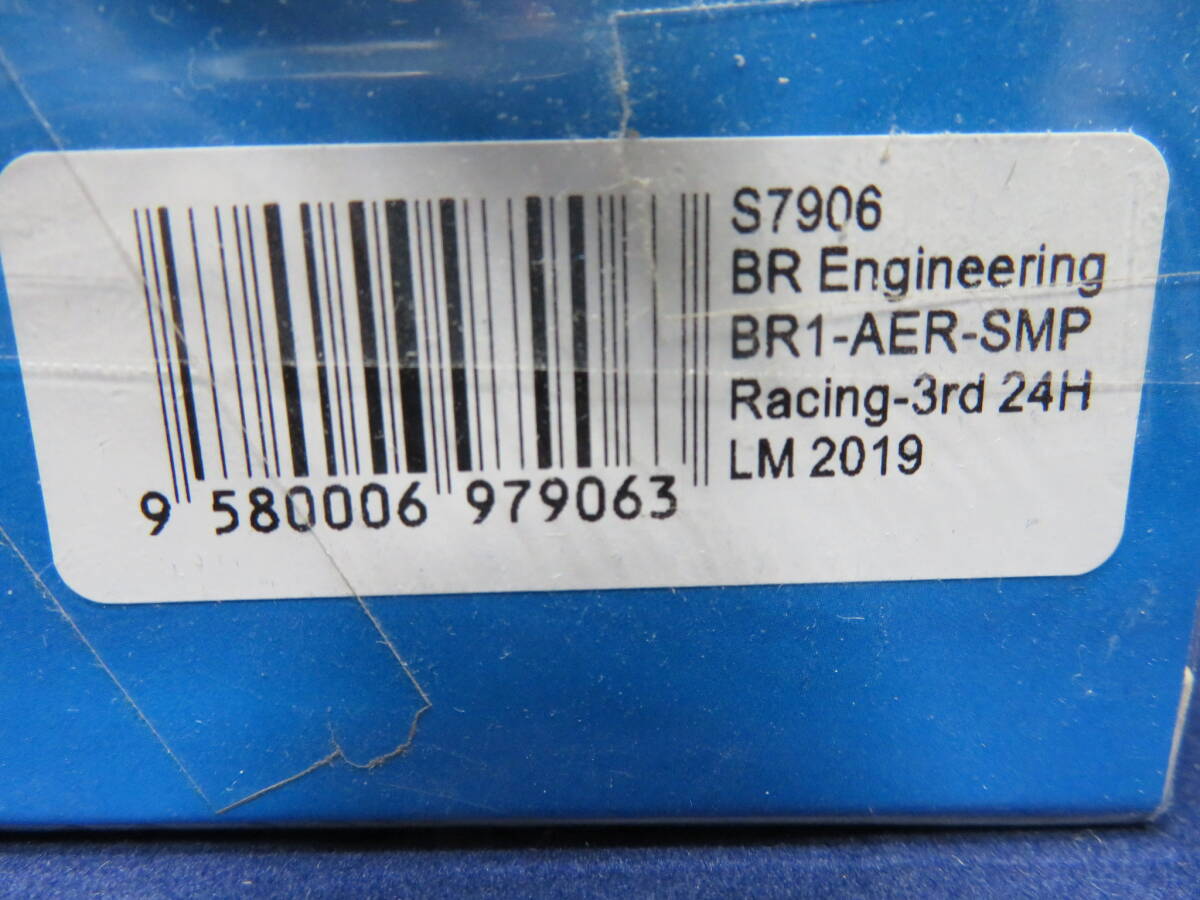 S7906
BR Engineering
BR1-AER-SMP
Racing-3rd 24H
LM 2019
9 580006 979063